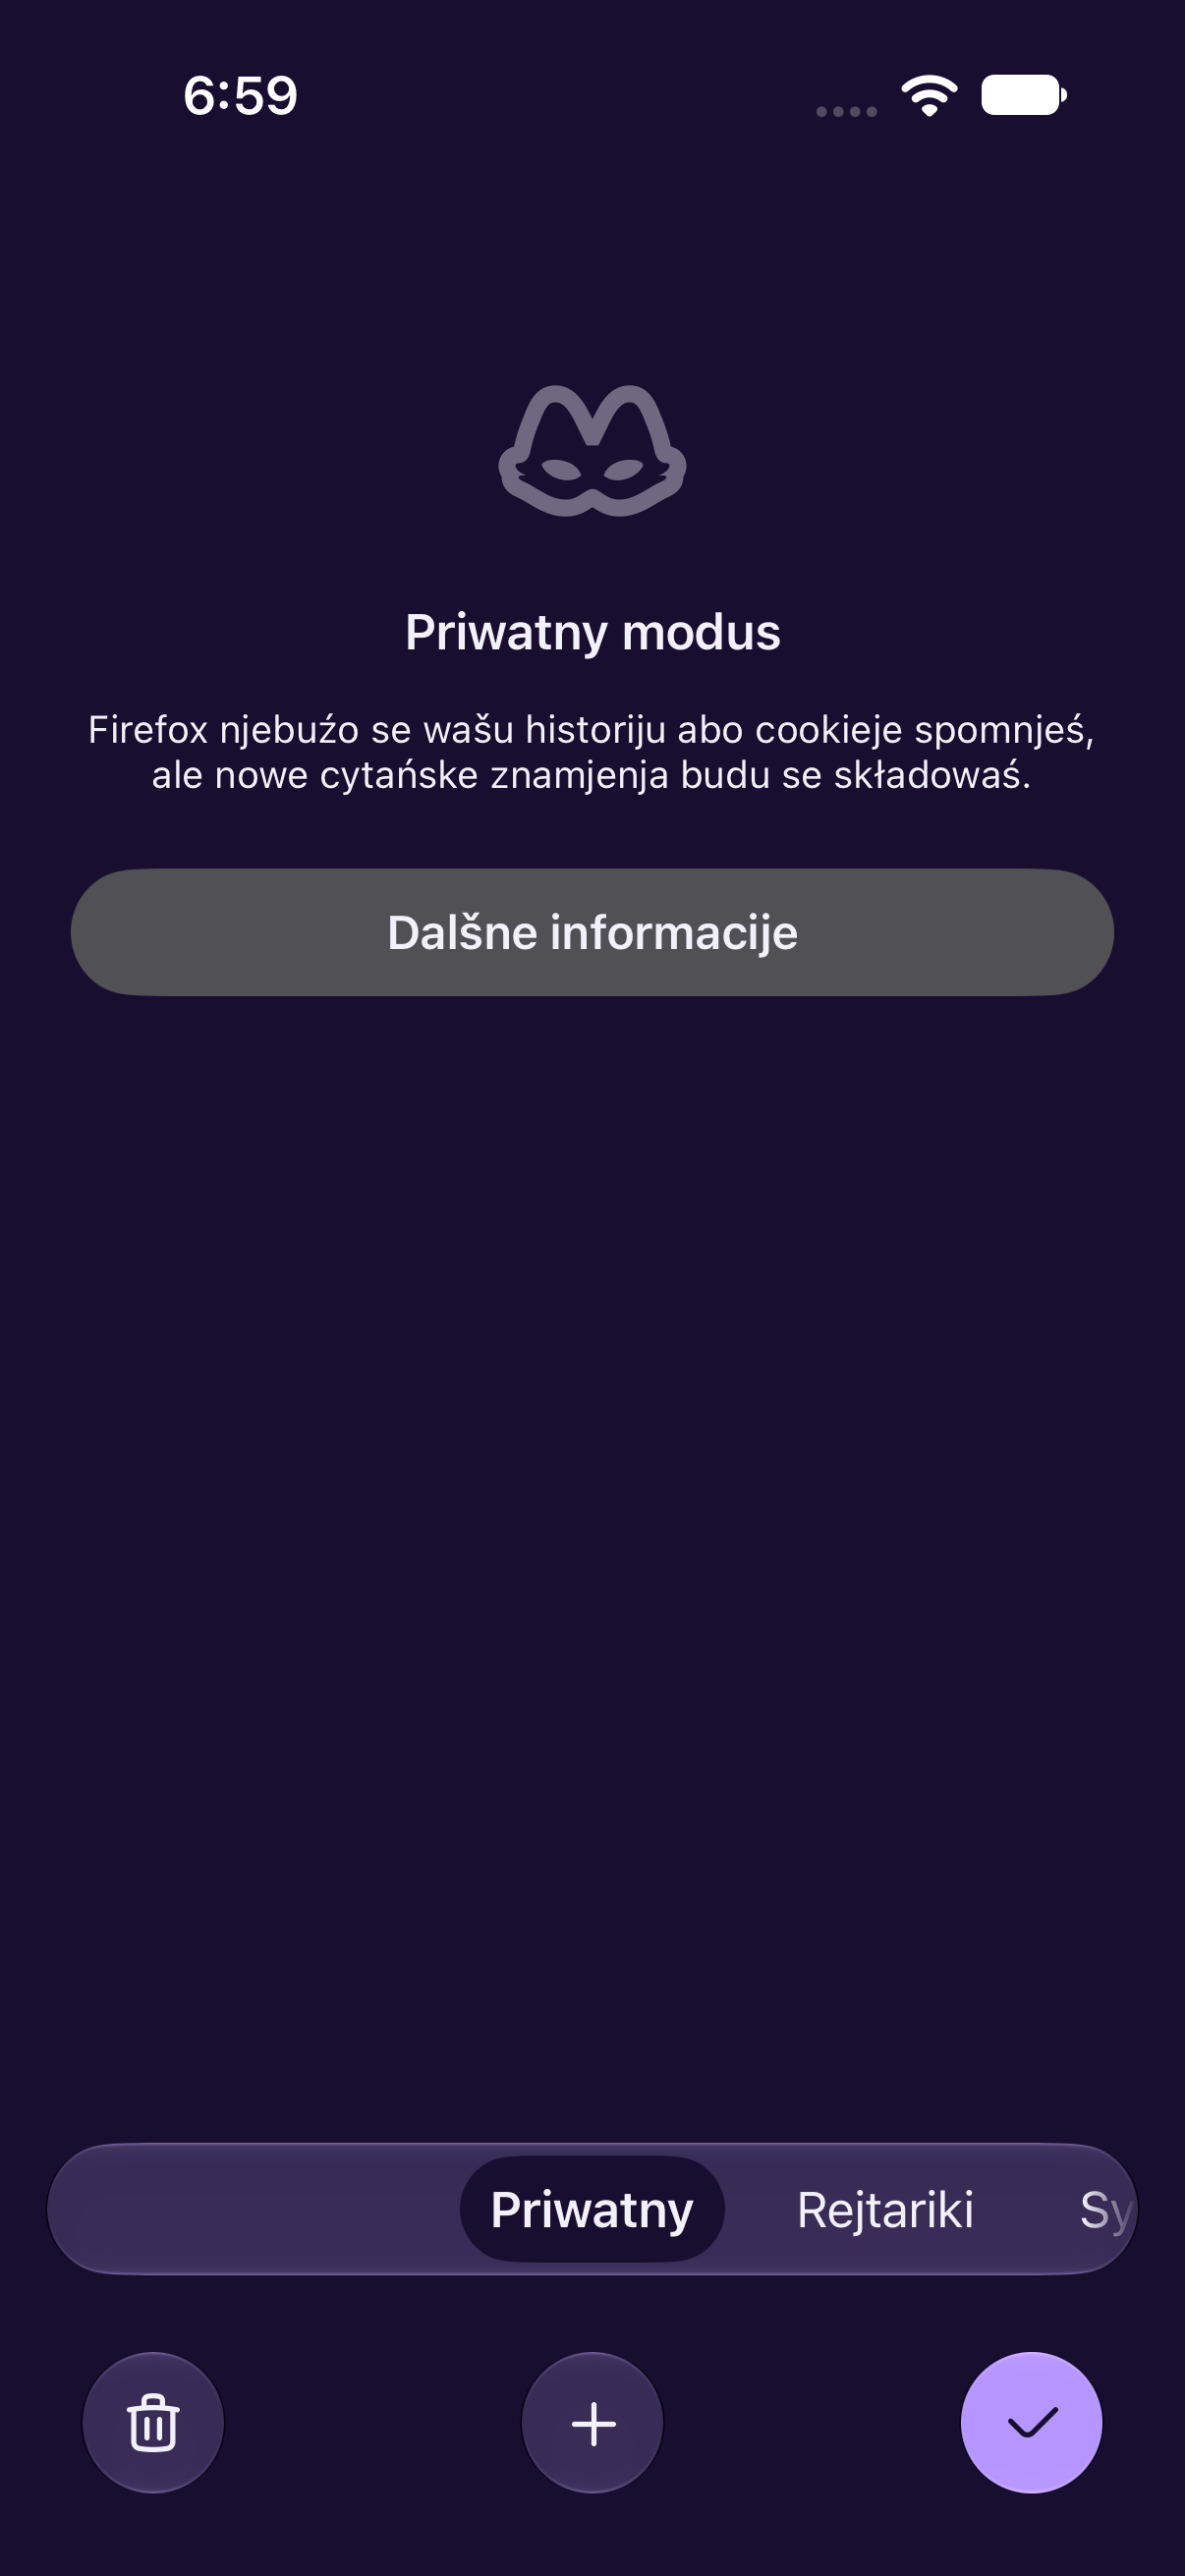 6:59
Priwatny modus
Firefox njebuźo se wašu historiju abo cookieje spomnjeś,
ale nowe cytańske znamjenja budu se składowaś.
Dalšne informacije
Priwatny
Rejtariki
Sy